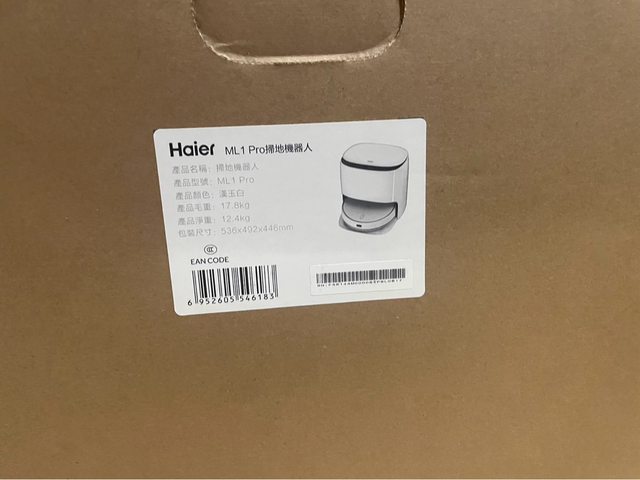 Haier ML1 Pro掃地機器人
產品名稱：掃地機器人
產品型號：ML1 Pro
產品顏色：漢玉白
產品毛重：17.8kg
產品淨重：12.4kg
包裝尺寸：536x492x446mm
EAN CODE
6 952605 546183